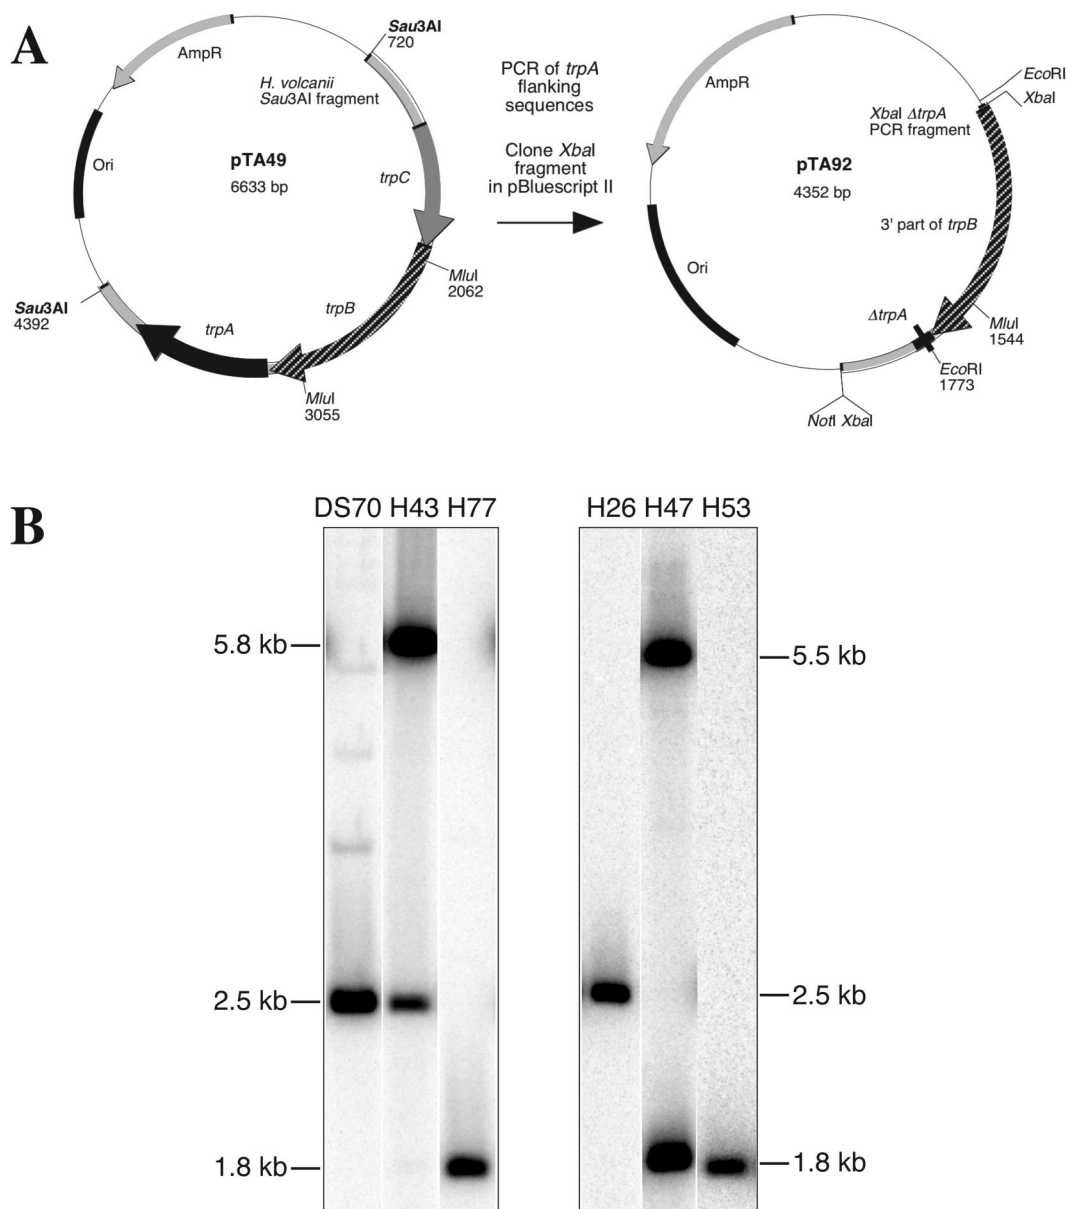 A
AmpR
Sau3AI
720
H. volcanii
Sau3AI fragment
trpC
Ori
pTA49
6633 bp
MluI
2062
trpB
trpA
Sau3AI
4392
MluI
3055
PCR of trpA
flanking
sequences
Clone XbaI
fragment
in pBluescript II
AmpR
EcoRI
XbaI
XbaI ΔtrpA
PCR fragment
pTA92
4352 bp
3' part of trpB
Ori
ΔtrpA
MluI
1544
EcoRI
1773
NotI XbaI
B
DS70 H43 H77
H26 H47 H53
5.8 kb
2.5 kb
1.8 kb
5.5 kb
2.5 kb
1.8 kb